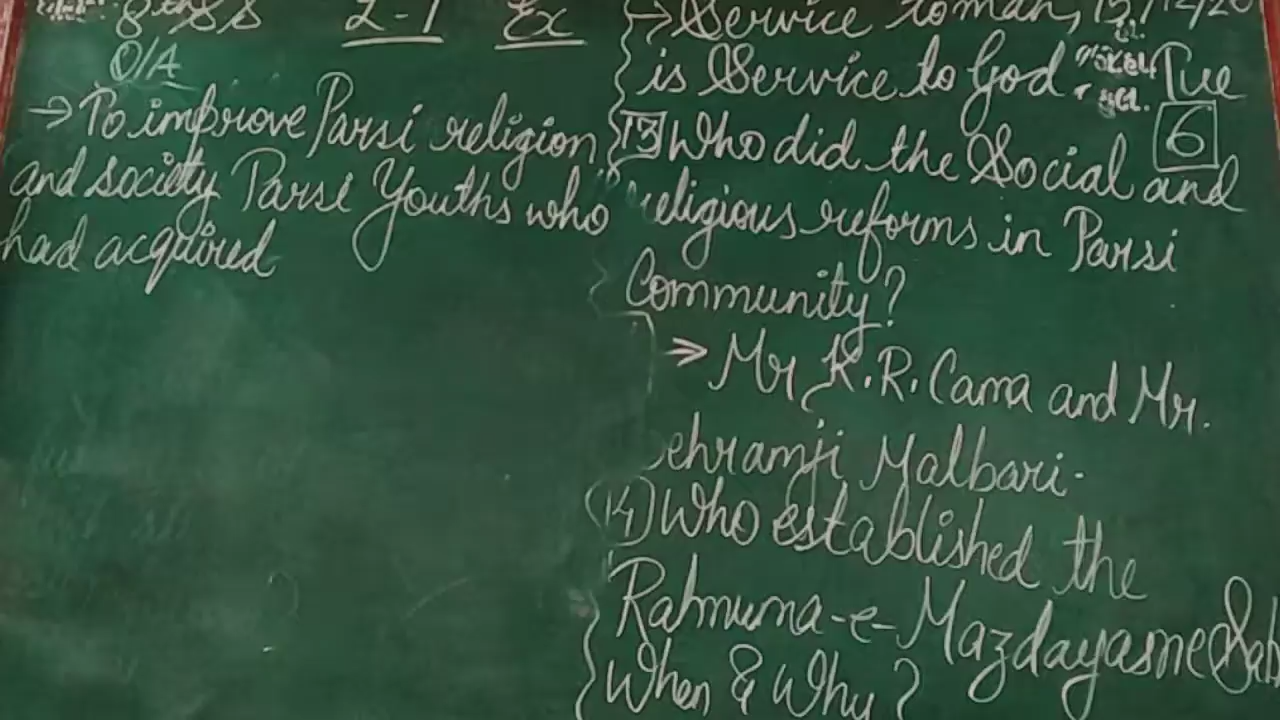 8th SS L-1 Ex
Q/A
→ To improve Parsi religion
and society Parsi Youths who
had acquired
→ Service to man,
is Service to God Tue
6
13) Who did the Social and
religious reforms in Parsi
Community?
→ Mr K.R. Cama and Mr.
Behramji Malbari.
(14) Who established the
Rahnuma-e-Mazdayasne Sab
When & Why?